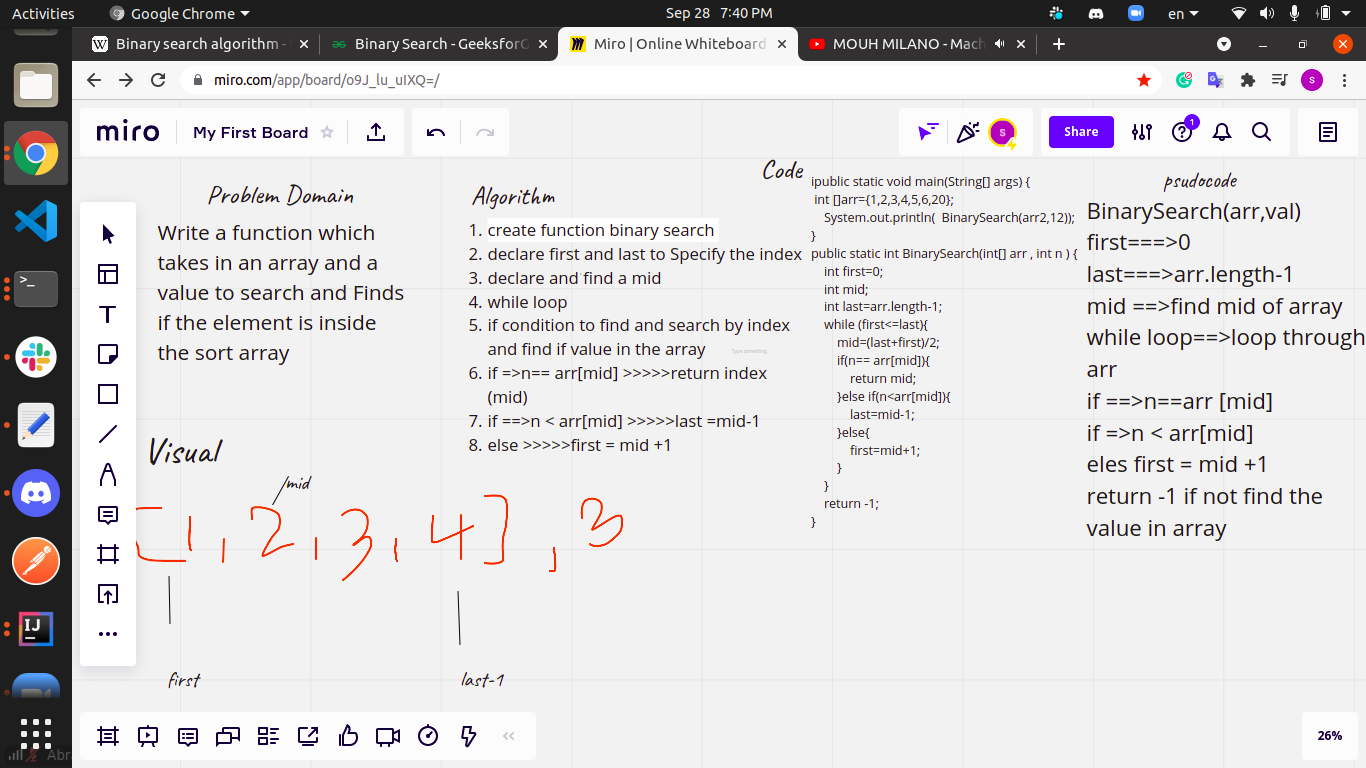 Activities
Google Chrome
Sep 28 7:40 PM
en
Binary search algorithm -
Binary Search - GeeksforG
Miro | Online Whiteboard
MOUH MILANO - Mach
miro.com/app/board/o9J_lu_uIXQ=/
miro
My First Board
Share
1
Problem Domain
Write a function which
takes in an array and a
value to search and Finds
if the element is inside
the sort array
Algorithm
1. create function binary search
2. declare first and last to Specify the index
3. declare and find a mid
4. while loop
5. if condition to find and search by index
and find if value in the array
6. if =>n== arr[mid] >>>>>return index
(mid)
7. if ==>n < arr[mid] >>>>>last =mid-1
8. else >>>>>first = mid +1
Type something
Code
ipublic static void main(String[] args) {
int []arr={1,2,3,4,5,6,20};
System.out.println( BinarySearch(arr2,12));
}
public static int BinarySearch(int[] arr , int n ) {
int first=0;
int mid;
int last=arr.length-1;
while (first<=last){
mid=(last+first)/2;
if(n== arr[mid]){
return mid;
}else if(n<arr[mid]){
last=mid-1;
}else{
first=mid+1;
}
}
return -1;
}
psudocode
BinarySearch(arr,val)
first===>0
last===>arr.length-1
mid ==>find mid of array
while loop==>loop through
arr
if ==>n==arr [mid]
if =>n < arr[mid]
eles first = mid +1
return -1 if not find the
value in array
Visual
/mid
[1, 2, 3, 4] , 3
first
last-1
26%
Abr